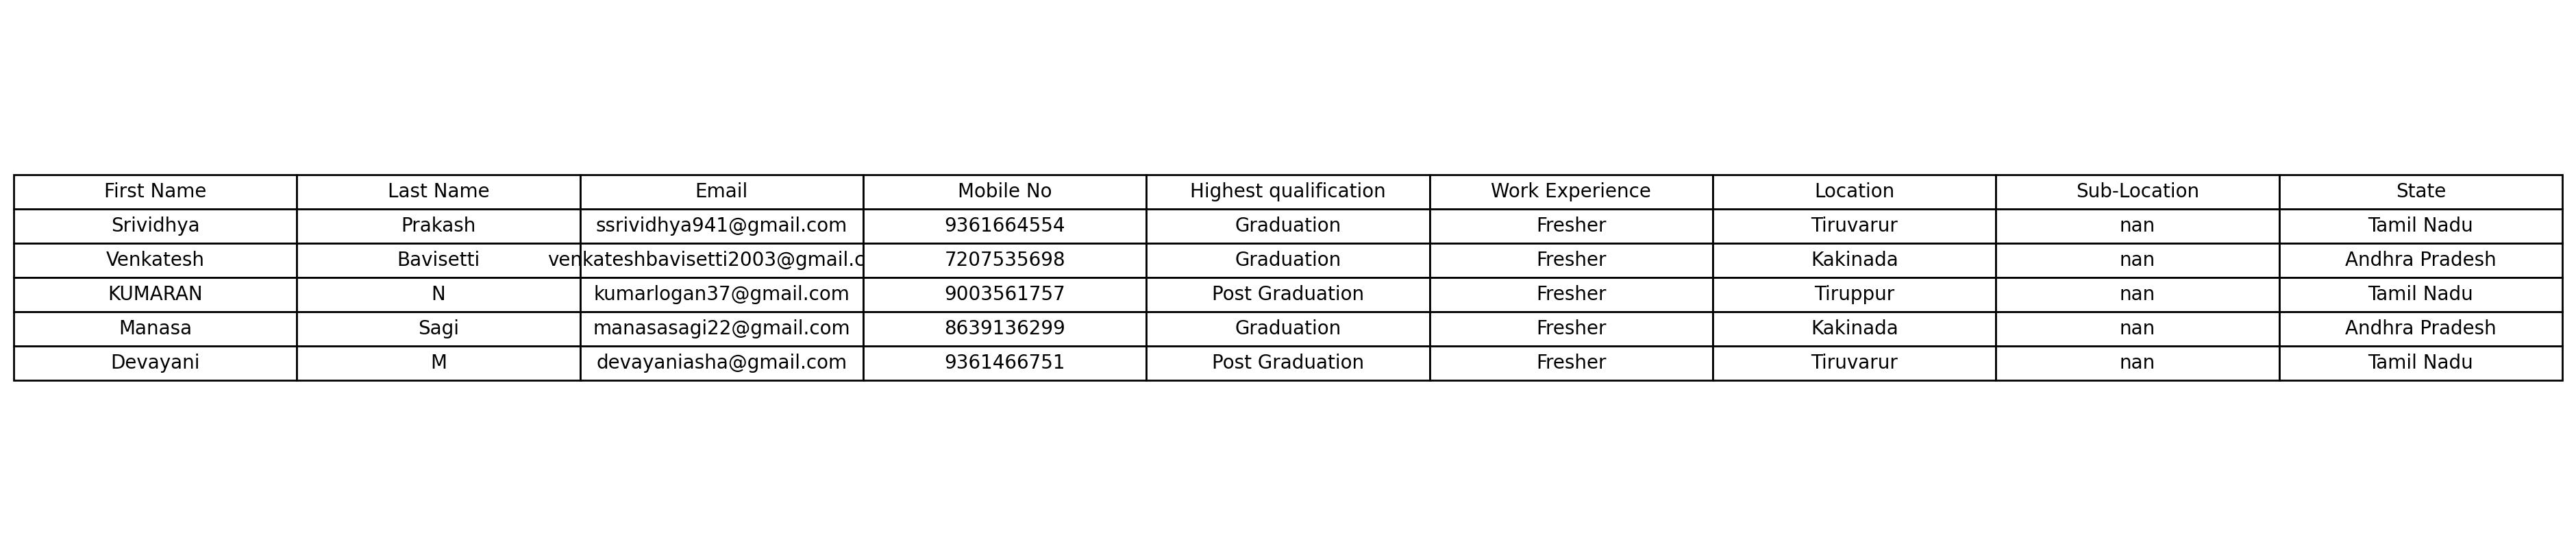 First Name Last Name Email Mobile No Highest qualification Work Experience Location Sub-Location State
Srividhya Prakash ssrividhya941@gmail.com 9361664554 Graduation Fresher Tiruvarur nan Tamil Nadu
Venkatesh Bavisetti venkateshbavisetti2003@gmail.c 7207535698 Graduation Fresher Kakinada nan Andhra Pradesh
KUMARAN N kumarlogan37@gmail.com 9003561757 Post Graduation Fresher Tiruppur nan Tamil Nadu
Manasa Sagi manasasagi22@gmail.com 8639136299 Graduation Fresher Kakinada nan Andhra Pradesh
Devayani M devayaniasha@gmail.com 9361466751 Post Graduation Fresher Tiruvarur nan Tamil Nadu